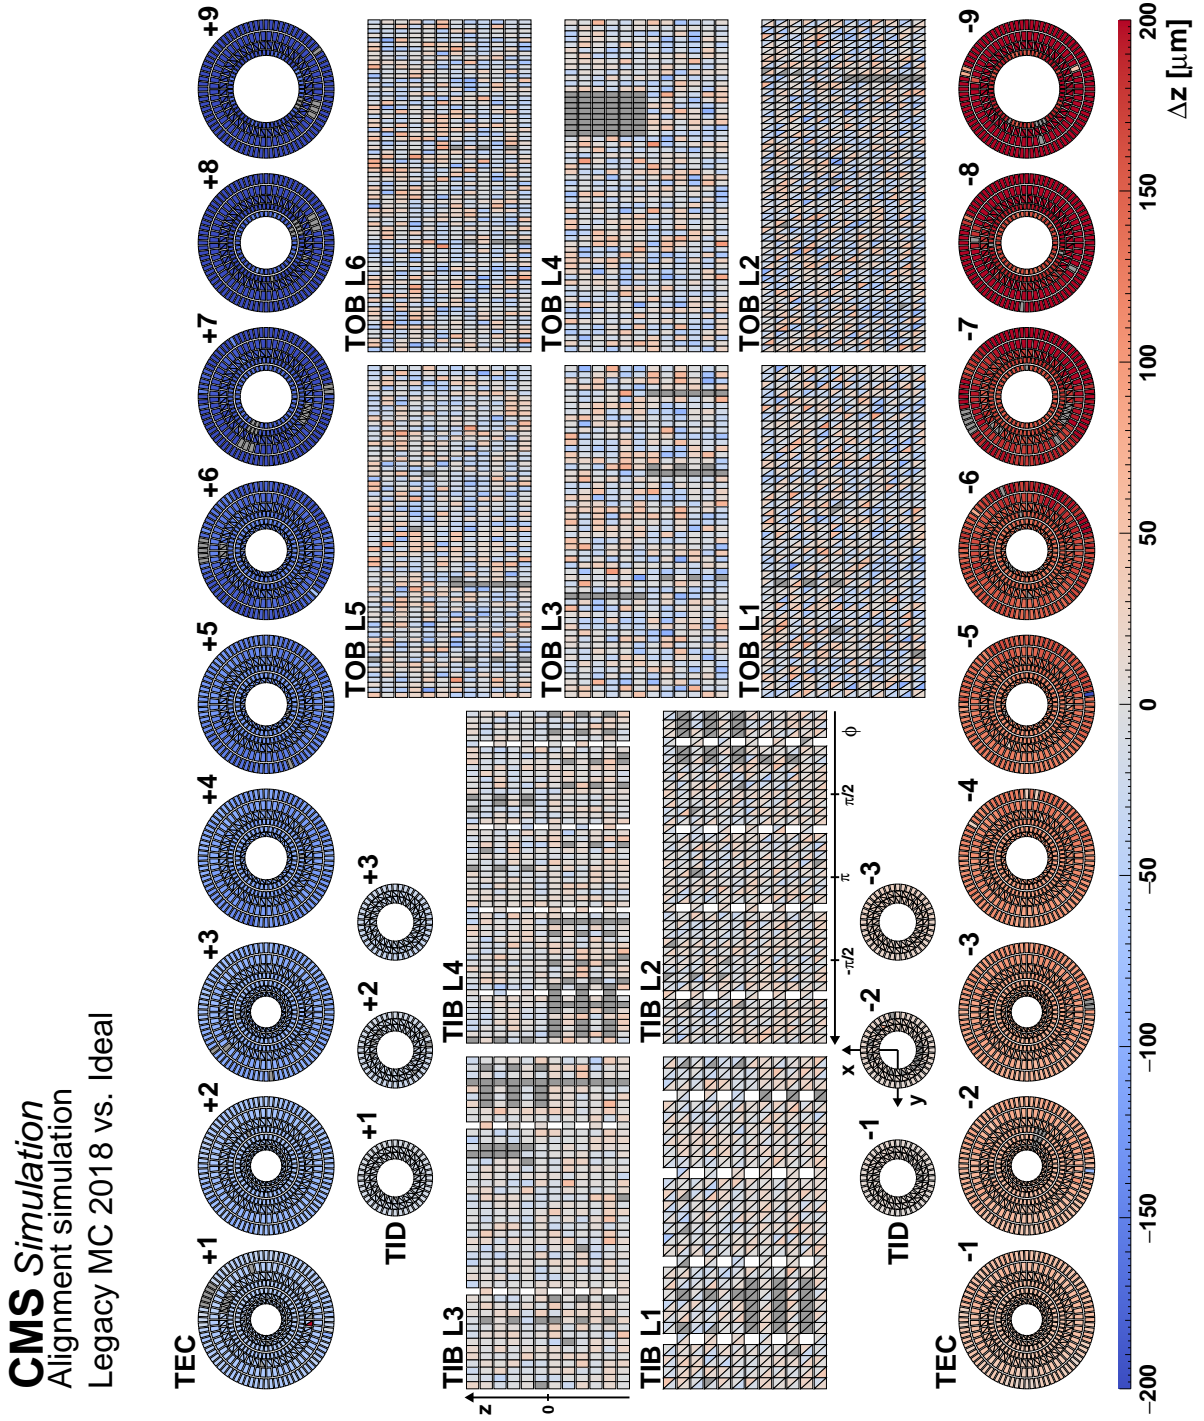 CMS Simulation
Alignment simulation
Legacy MC 2018 vs. Ideal
TEC
+1
+2
+3
+4
+5
+6
+7
+8
+9
TID
+1
+2
+3
TOB L5
TOB L6
TIB L3
TIB L4
TOB L3
TOB L4
z
0
TIB L1
TIB L2
TOB L1
TOB L2
-π/2
π
π/2
ϕ
TID
-1
-2
-3
x
y
TEC
-1
-2
-3
-4
-5
-6
-7
-8
-9
−200
−150
−100
−50
0
50
100
150
200
Δz [μm]